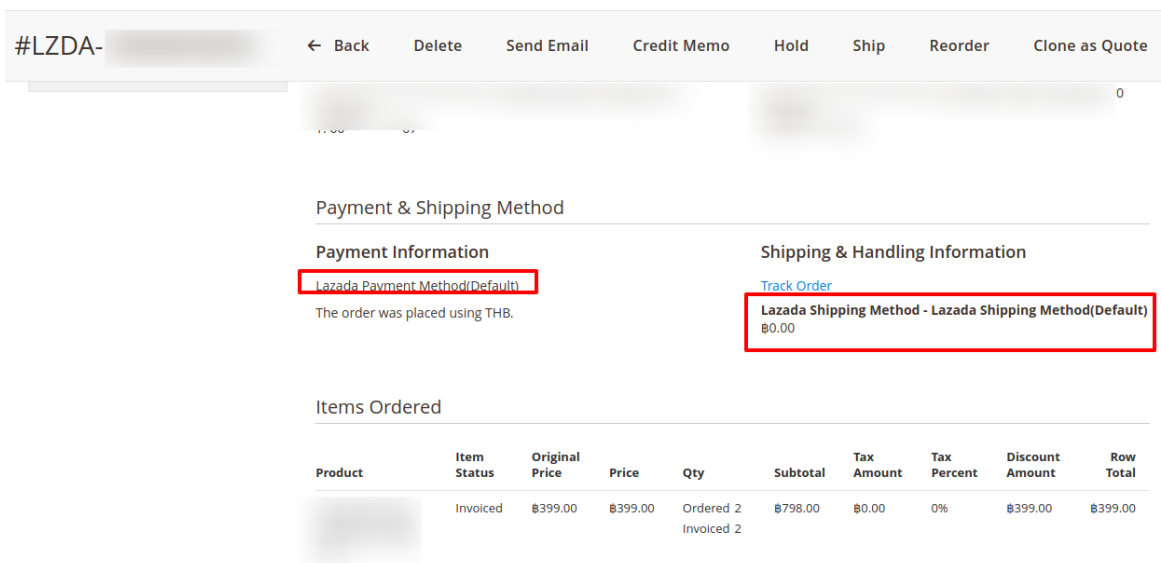 #LZDA-
← Back Delete Send Email Credit Memo Hold Ship Reorder Clone as Quote
0
Payment & Shipping Method
Payment Information
Lazada Payment Method(Default)
The order was placed using THB.
Shipping & Handling Information
Track Order
Lazada Shipping Method - Lazada Shipping Method(Default)
฿0.00
Items Ordered
Product Item Status Original Price Price Qty Subtotal Tax Amount Tax Percent Discount Amount Row Total
Invoiced ฿399.00 ฿399.00 Ordered 2 ฿798.00 ฿0.00 0% ฿399.00 ฿399.00
Invoiced 2